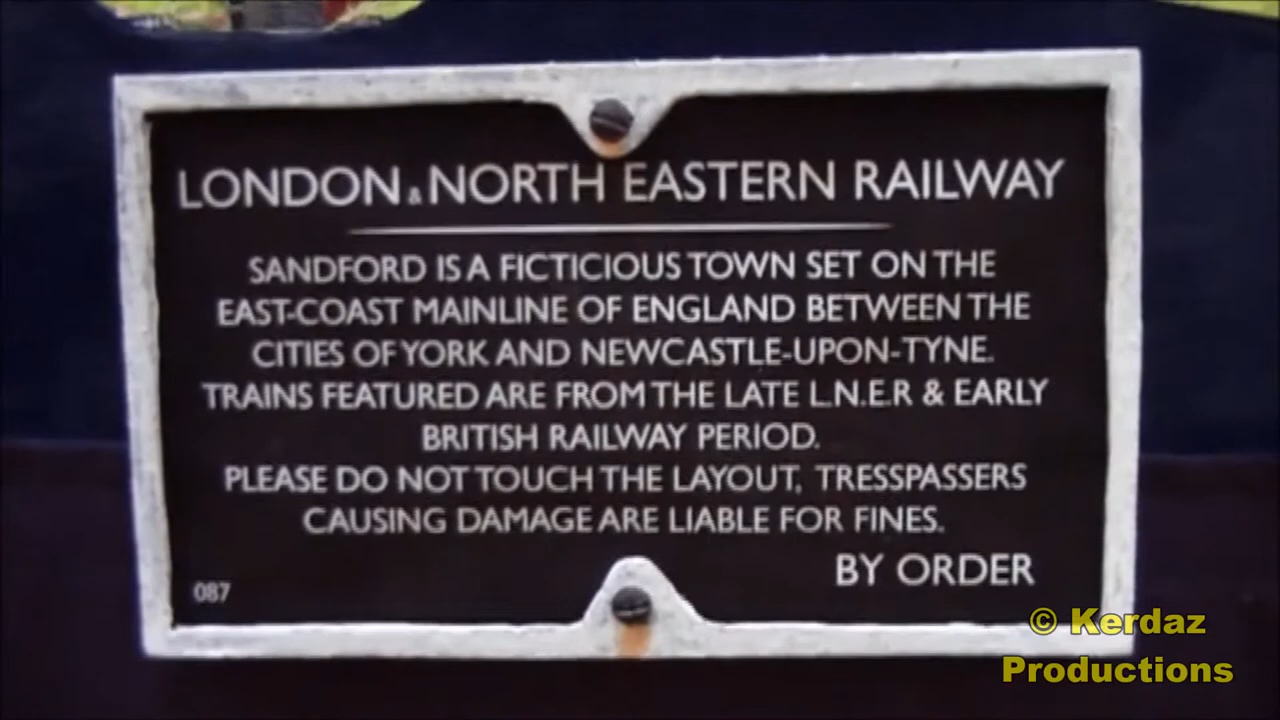 LONDON & NORTH EASTERN RAILWAY
SANDFORD IS A FICTICIOUS TOWN SET ON THE
EAST-COAST MAINLINE OF ENGLAND BETWEEN THE
CITIES OF YORK AND NEWCASTLE-UPON-TYNE.
TRAINS FEATURED ARE FROM THE LATE L.N.E.R & EARLY
BRITISH RAILWAY PERIOD.
PLEASE DO NOT TOUCH THE LAYOUT, TRESSPASSERS
CAUSING DAMAGE ARE LIABLE FOR FINES.
BY ORDER
087
© Kerdaz
Productions